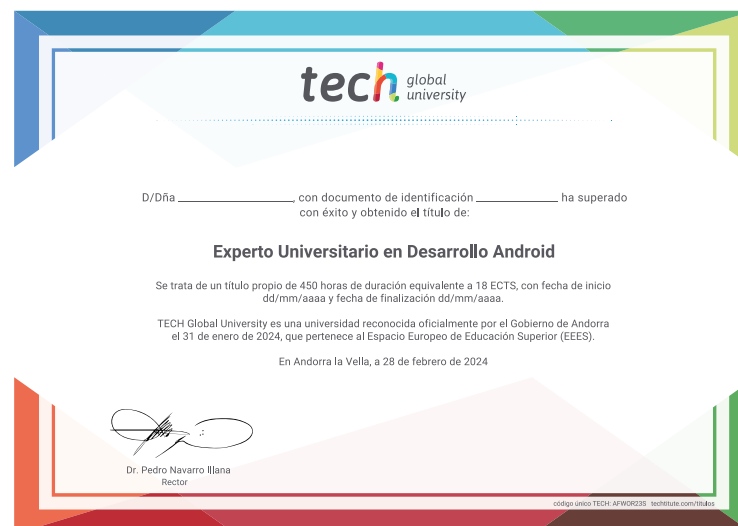 tech global university
D/Dña ______________, con documento de identificación ______________ ha superado
con éxito y obtenido el título de:
Experto Universitario en Desarrollo Android
Se trata de un título propio de 450 horas de duración equivalente a 18 ECTS, con fecha de inicio
dd/mm/aaaa y fecha de finalización dd/mm/aaaa.
TECH Global University es una universidad reconocida oficialmente por el Gobierno de Andorra
el 31 de enero de 2024, que pertenece al Espacio Europeo de Educación Superior (EEES).
En Andorra la Vella, a 28 de febrero de 2024
Dr. Pedro Navarro Illana
Rector
código único TECH: AFWOR23S techtitute.com/titulos